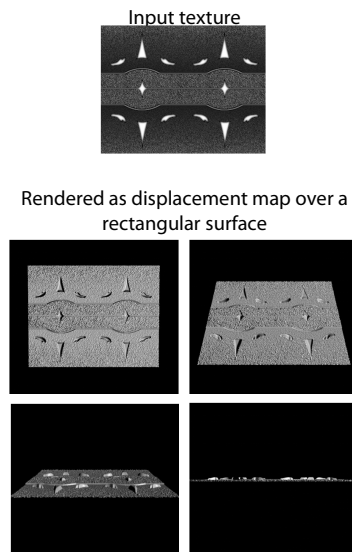 Input texture
Rendered as displacement map over a
rectangular surface